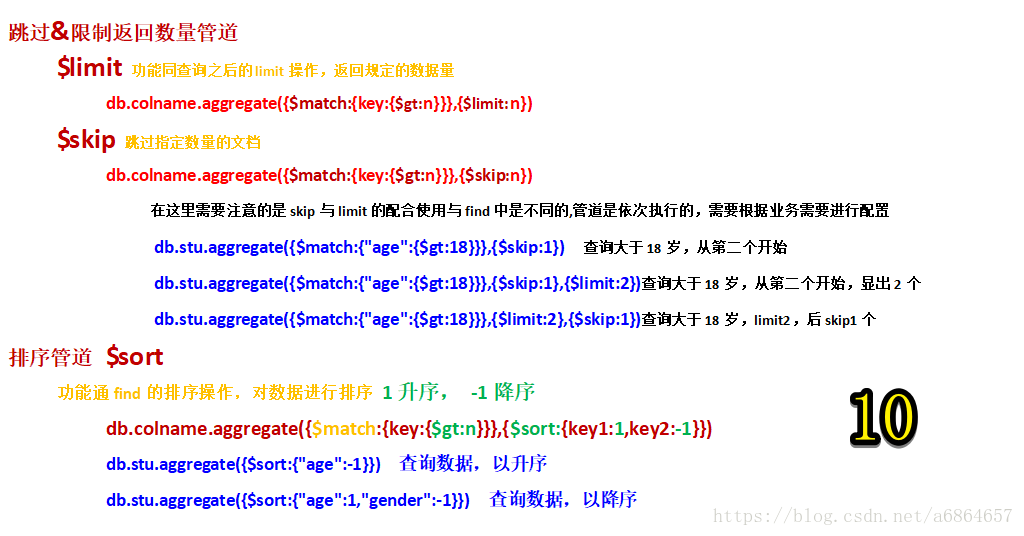 跳过&限制返回数量管道
$limit 功能同查询之后的limit 操作，返回规定的数据量
db.colname.aggregate({$match:{key:{$gt:n}}},{$limit:n})
$skip 跳过指定数量的文档
db.colname.aggregate({$match:{key:{$gt:n}}},{$skip:n})
在这里需要注意的是 skip 与 limit 的配合使用与 find 中是不同的,管道是依次执行的，需要根据业务需要进行配置
db.stu.aggregate({$match:{"age":{$gt:18}}},{$skip:1}) 查询大于 18 岁，从第二个开始
db.stu.aggregate({$match:{"age":{$gt:18}}},{$skip:1},{$limit:2})查询大于 18 岁，从第二个开始，显出 2 个
db.stu.aggregate({$match:{"age":{$gt:18}}},{$limit:2},{$skip:1})查询大于 18 岁，limit2，后 skip1 个
排序管道 $sort
功能通 find 的排序操作，对数据进行排序 1 升序， -1 降序
db.colname.aggregate({$match:{key:{$gt:n}}},{$sort:{key1:1,key2:-1}})
db.stu.aggregate({$sort:{"age":-1}}) 查询数据，以升序
db.stu.aggregate({$sort:{"age":1,"gender":-1}}) 查询数据，以降序
10
https://blog.csdn.net/a6864657